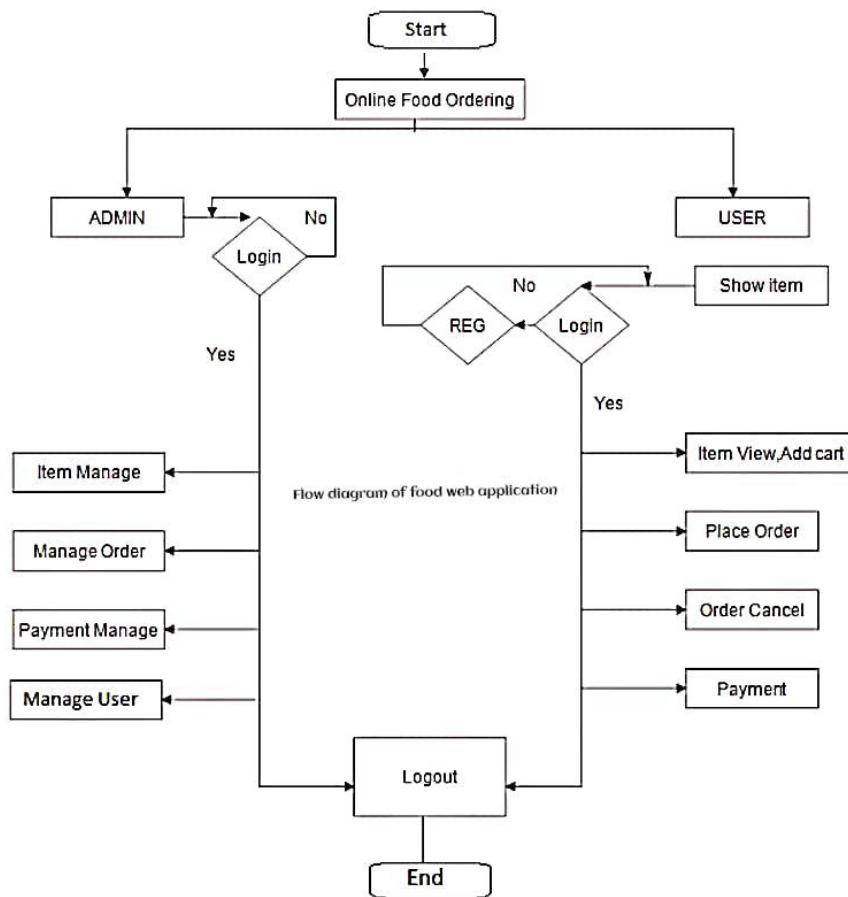 Start
Online Food Ordering
ADMIN
No
USER
Login
Show item
No
REG
Login
Yes
Yes
Item Manage
Item View,Add cart
Flow diagram of food web application
Manage Order
Place Order
Payment Manage
Order Cancel
Manage User
Payment
Logout
End